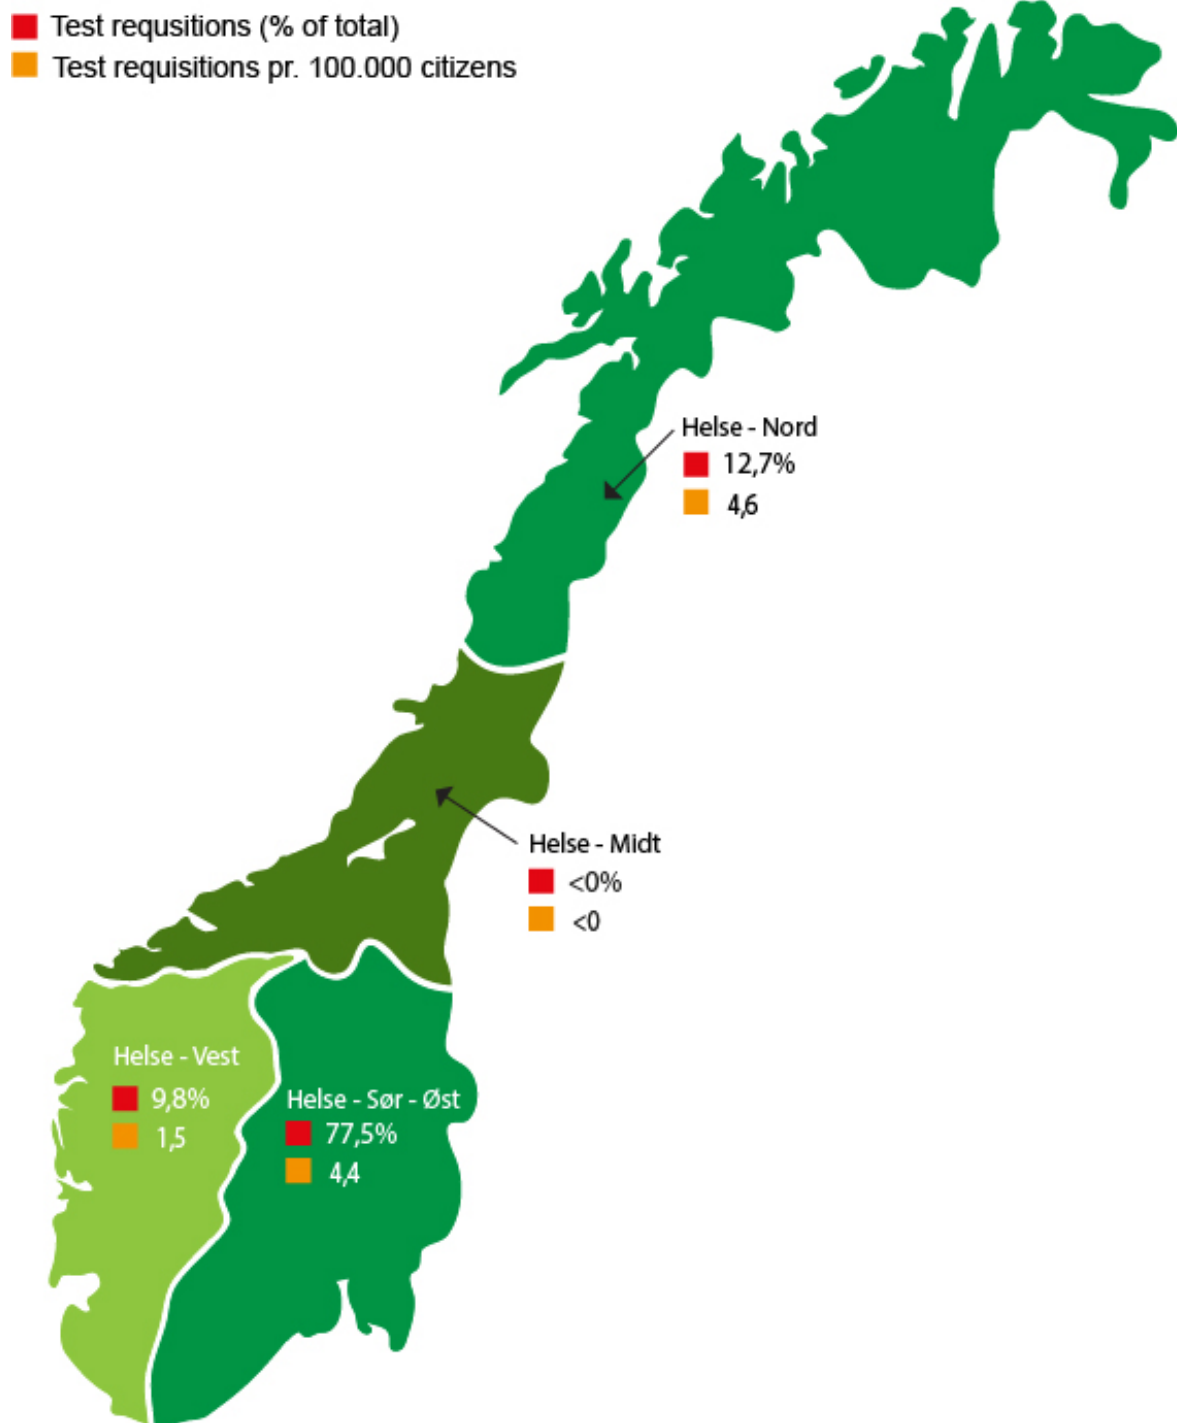 Test requsitions (% of total)
Test requisitions pr. 100.000 citizens
Helse - Nord
12,7%
4,6
Helse - Midt
<0%
<0
Helse - Vest
9,8%
1,5
Helse - Sør - Øst
77,5%
4,4